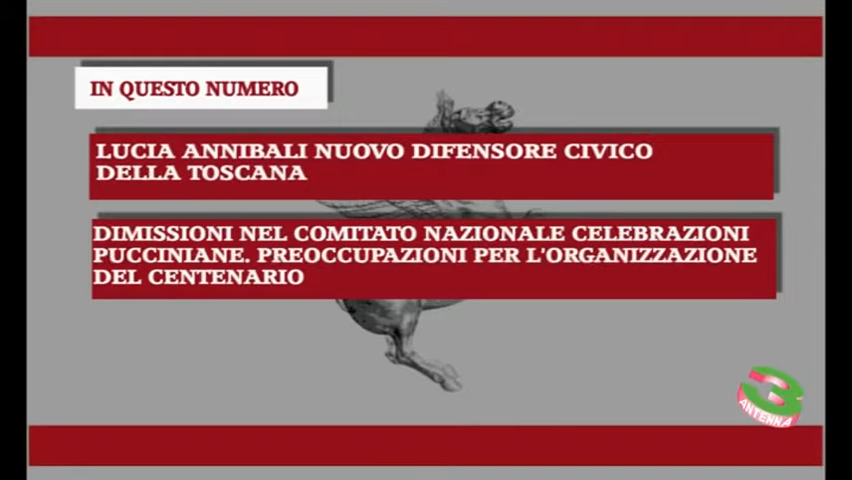 IN QUESTO NUMERO
LUCIA ANNIBALI NUOVO DIFENSORE CIVICO
DELLA TOSCANA
DIMISSIONI NEL COMITATO NAZIONALE CELEBRAZIONI
PUCCINIANE. PREOCCUPAZIONI PER L'ORGANIZZAZIONE
DEL CENTENARIO
3
ANTENNA